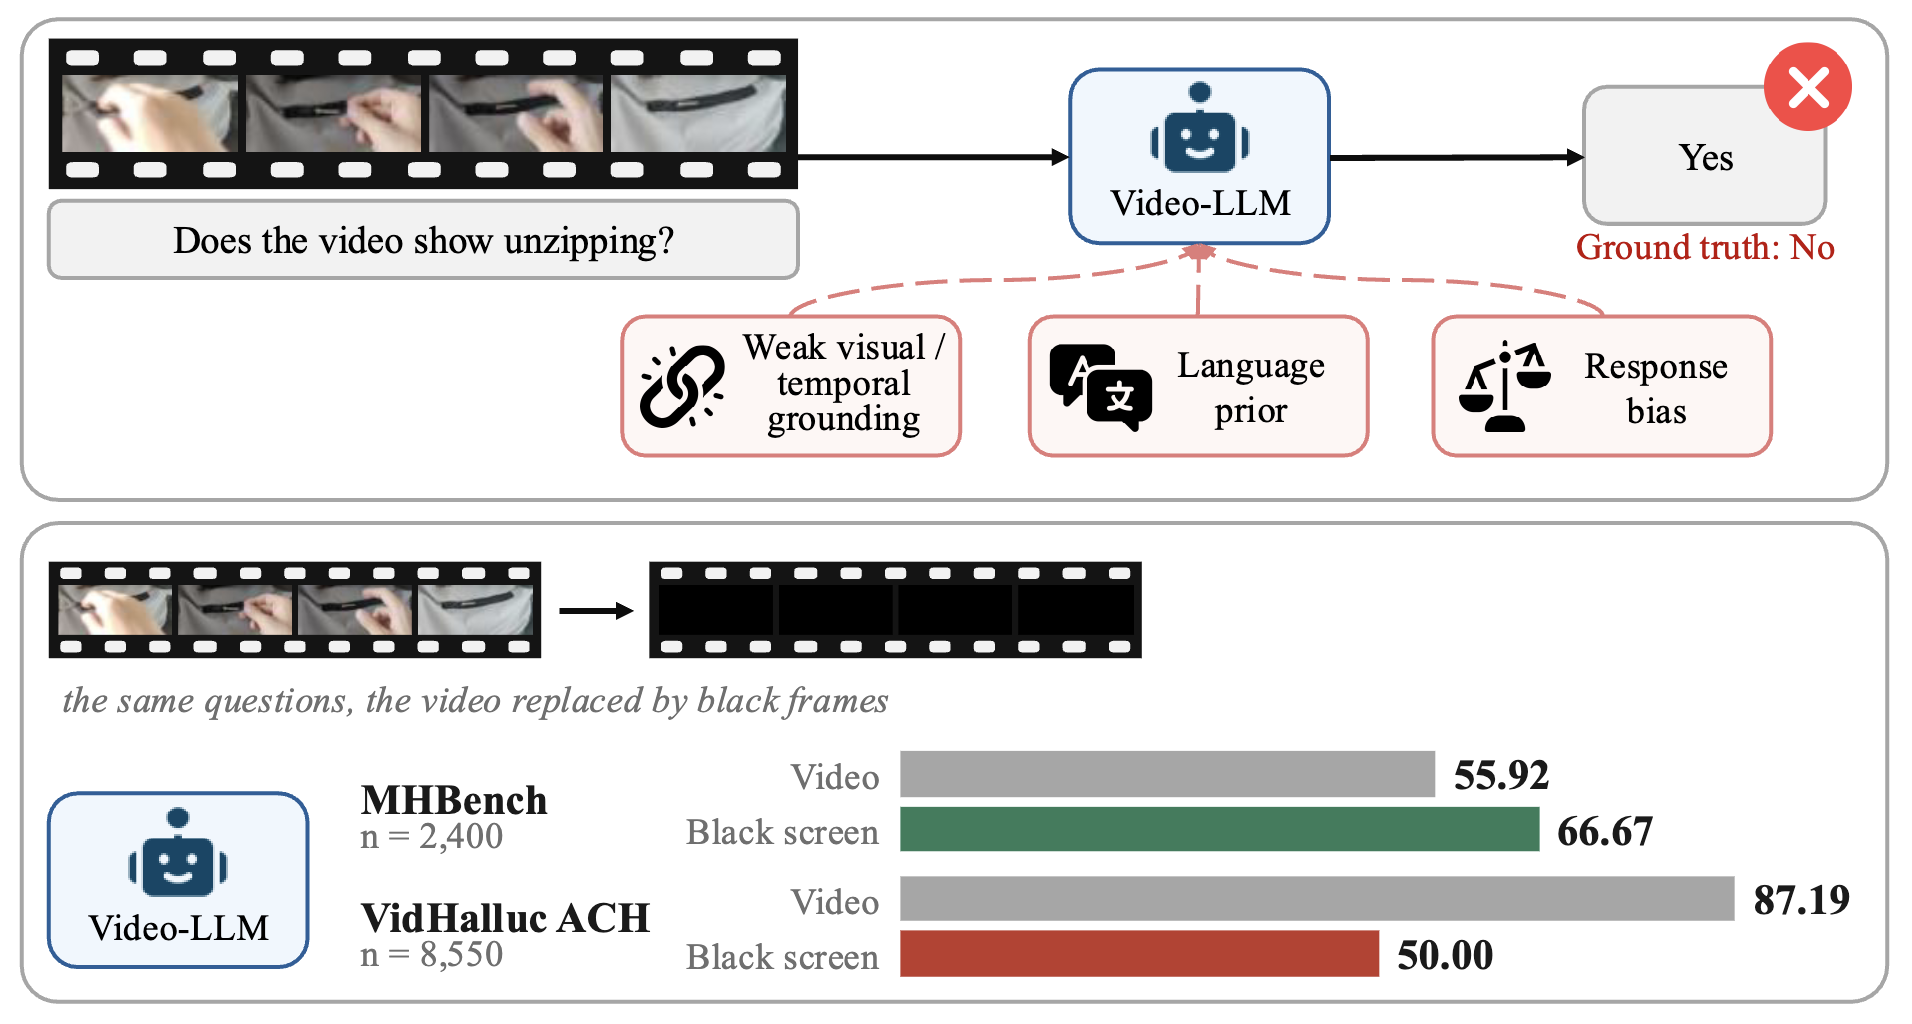 Does the video show unzipping?
Video-LLM
Yes
Ground truth: No
Weak visual /
temporal
grounding
A
文
Language
prior
Response
bias
the same questions, the video replaced by black frames
Video-LLM
MHBench
n = 2,400
Video
55.92
Black screen
66.67
VidHalluc ACH
n = 8,550
Video
87.19
Black screen
50.00